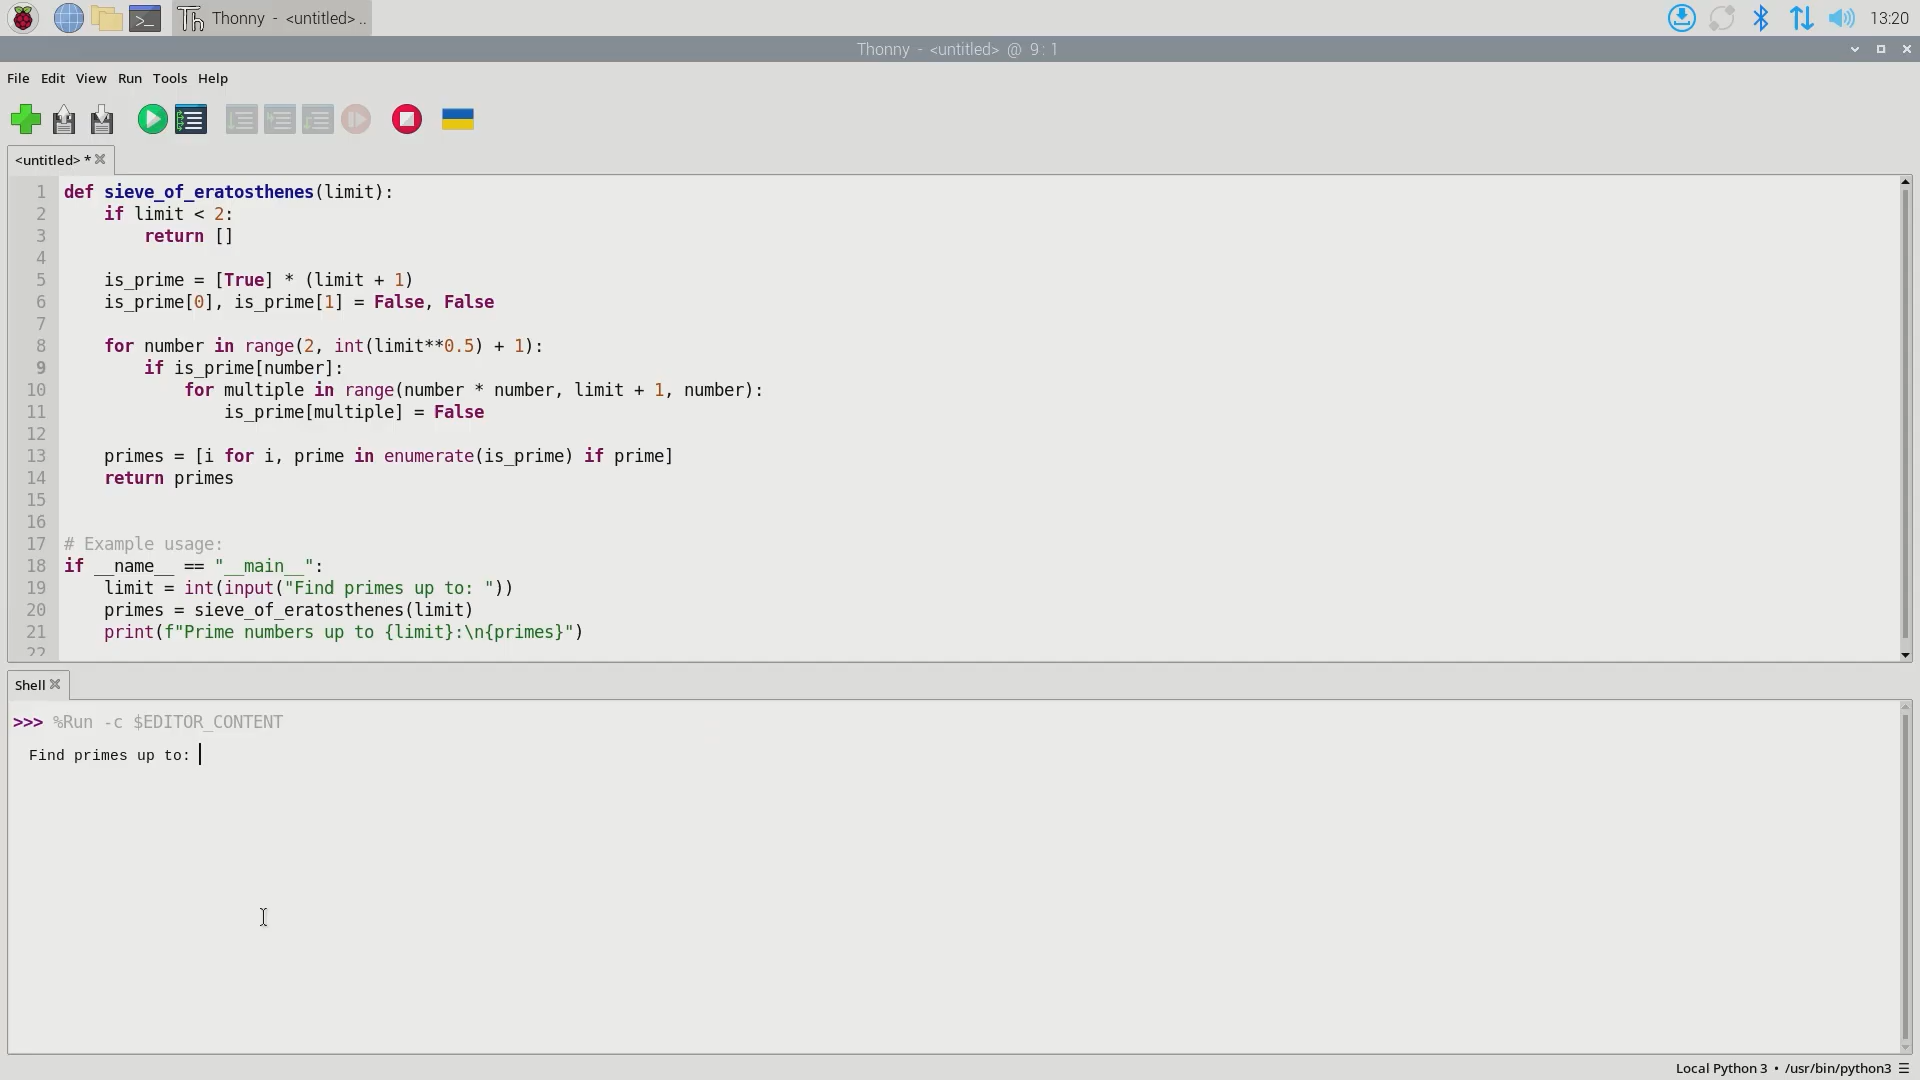 Thonny - <untitled> .. 13:20
Thonny - <untitled> @ 9:1
File Edit View Run Tools Help
<untitled> *
1 def sieve_of_eratosthenes(limit):
2     if limit < 2:
3         return []
4
5     is_prime = [True] * (limit + 1)
6     is_prime[0], is_prime[1] = False, False
7
8     for number in range(2, int(limit**0.5) + 1):
9         if is_prime[number]:
10             for multiple in range(number * number, limit + 1, number):
11                 is_prime[multiple] = False
12
13     primes = [i for i, prime in enumerate(is_prime) if prime]
14     return primes
15
16
17 # Example usage:
18 if __name__ == "__main__":
19     limit = int(input("Find primes up to: "))
20     primes = sieve_of_eratosthenes(limit)
21     print(f"Prime numbers up to {limit}:\n{primes}")
22
Shell
>>> %Run -c $EDITOR_CONTENT
Find primes up to:
Local Python 3 • /usr/bin/python3 ☰